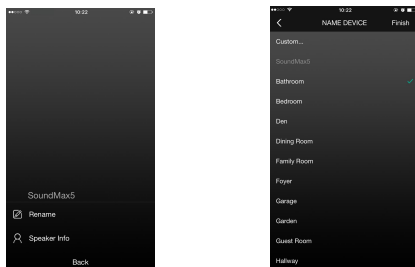 10:22
SoundMax5
Rename
Speaker Info
Back
10:22
NAME DEVICE
Finish
Custom...
SoundMax5
Bathroom
Bedroom
Den
Dining Room
Family Room
Foyer
Garage
Garden
Guest Room
Hallway